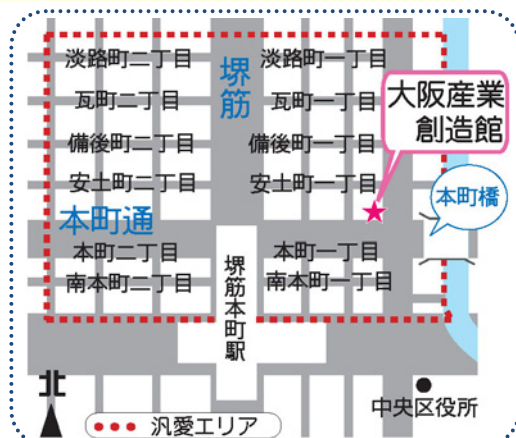 淡路町二丁目
堺筋
淡路町一丁目
瓦町二丁目
瓦町一丁目
大阪産業
創造館
備後町二丁目
備後町一丁目
安土町二丁目
安土町一丁目
本町橋
本町通
本町二丁目
本町一丁目
南本町二丁目
南本町一丁目
堺筋本町駅
北
中央区役所
汎愛エリア